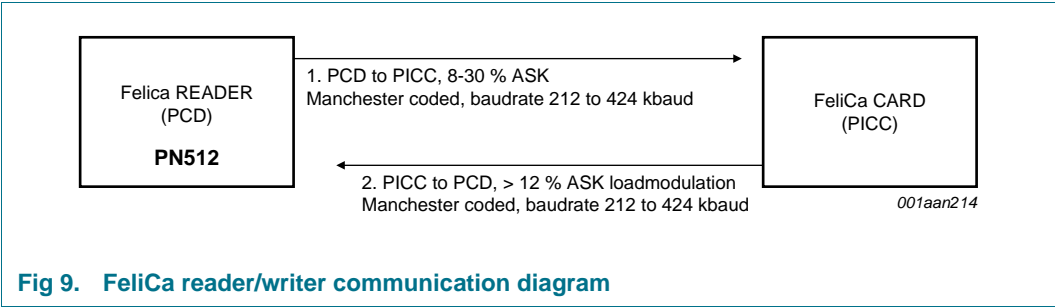 Felica READER
(PCD)
PN512
1. PCD to PICC, 8-30 % ASK
Manchester coded, baudrate 212 to 424 kbaud
FeliCa CARD
(PICC)
2. PICC to PCD, > 12 % ASK loadmodulation
Manchester coded, baudrate 212 to 424 kbaud
001aan214
Fig 9. FeliCa reader/writer communication diagram